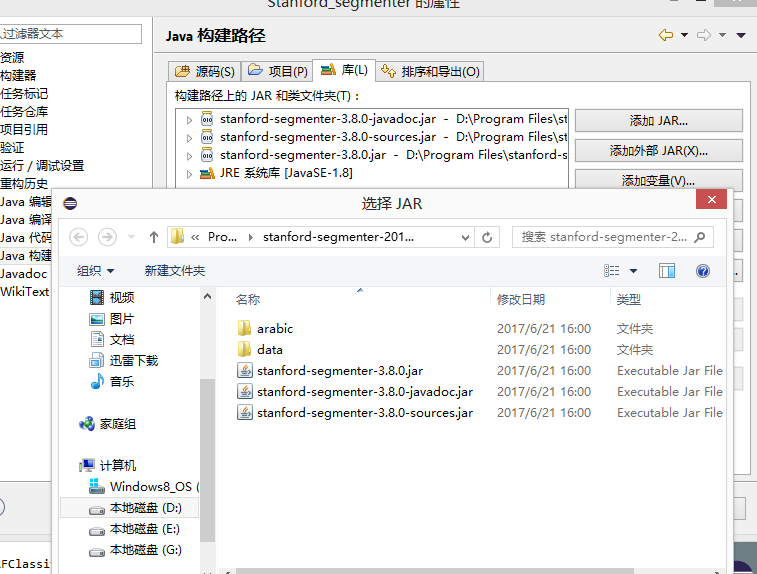 Stanford_segmenter 的属性
过滤器文本
Java 构建路径
资源
构建器
任务标记
任务仓库
项目引用
验证
运行 / 调试设置
重构历史
Java 编辑
Java 编译
Java 代码
Java 构建
Javadoc
WikiText
源码(S)
项目(P)
库(L)
排序和导出(O)
构建路径上的 JAR 和类文件夹(T)：
stanford-segmenter-3.8.0-javadoc.jar - D:\Program Files\st
stanford-segmenter-3.8.0-sources.jar - D:\Program Files\st
stanford-segmenter-3.8.0.jar - D:\Program Files\stanford-s
JRE 系统库 [JavaSE-1.8]
添加 JAR...
添加外部 JAR(X)...
添加变量(V)...
选择 JAR
« Pro... stanford-segmenter-201...
搜索 stanford-segmenter-2...
组织
新建文件夹
视频
图片
文档
迅雷下载
音乐
家庭组
计算机
Windows8_OS (
本地磁盘 (D:)
本地磁盘 (E:)
本地磁盘 (G:)
名称 修改日期 类型
arabic 2017/6/21 16:00 文件夹
data 2017/6/21 16:00 文件夹
stanford-segmenter-3.8.0.jar 2017/6/21 16:00 Executable Jar File
stanford-segmenter-3.8.0-javadoc.jar 2017/6/21 16:00 Executable Jar File
stanford-segmenter-3.8.0-sources.jar 2017/6/21 16:00 Executable Jar File